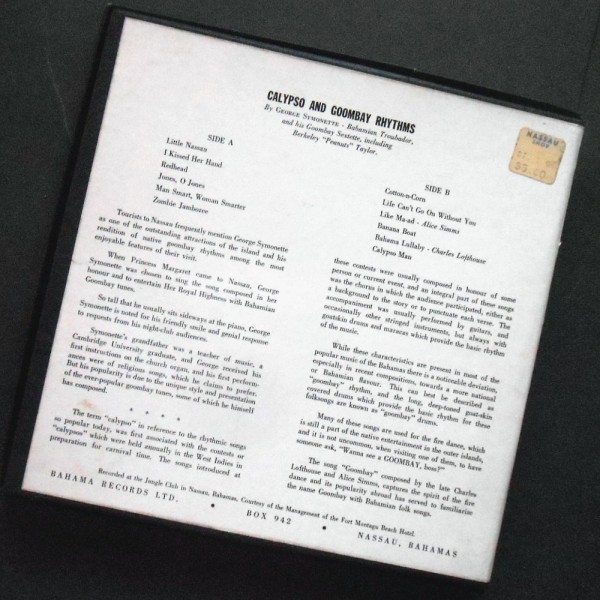 CALYPSO AND GOOMBAY RHYTHMS
By GEORGE SYMONETTE - Bahamian Troubador,
and his Goombay Sextette, including
Berkeley "Peanuts" Taylor.
NASSAU
SHOP
$5.00
SIDE A
Little Nassau
I Kissed Her Hand
Redhead
Jones, O Jones
Man Smart, Woman Smarter
Zombie Jamboree
SIDE B
Cotton-n-Corn
Life Can't Go On Without You
Like Ma-ad - Alice Simms
Banana Boat
Bahama Lullaby - Charles Lofthouse
Calypso Man
Tourists to Nassau frequently mention George Symonette
as one of the outstanding attractions of the island and his
rendition of native goombay rhythms among the most
enjoyable features of their visit.
When Princess Margaret came to Nassau, George
Symonette was chosen to sing the song composed in her
honour and to entertain Her Royal Highness with Bahamian
Goombay tunes.
So tall that he usually sits sideways at the piano, George
Symonette is noted for his friendly smile and genial response
to requests from his night-club audiences.
Symonette's grandfather was a teacher of music, a
Cambridge University graduate, and George received his
first instructions on the church organ, and his first perform-
ances were of religious songs, which he claims to prefer.
But his popularity is due to the unique style and presentation
of the ever-popular goombay tunes, some of which he himself
has composed.
* * * *
The term "calypso" in reference to the rhythmic songs
so popular today, was first associated with the contests or
"calypsos" which were held annually in the West Indies in
preparation for carnival time. The songs introduced at
these contests were usually composed in honour of some
person or current event, and an integral part of these songs
was the chorus in which the audience participated, either as
a background to the story or to punctuate each verse. The
accompaniment was usually performed by guitars, and
occasionally other stringed instruments, but always with
goatskin drums and maracas which provide the basic rhythm
of the music.
While these characteristics are present in most of the
popular music of the Bahamas there is a noticeable deviation,
especially in recent compositions, towards a more national
or Bahamian flavour. This can best be described as
"goombay" rhythm, and the long, deep-toned goat-skin
covered drums which provide the basic rhythm for these
folksongs are known as "goombay" drums.
Many of these songs are used for the fire dance, which
is still a part of the native entertainment in the outer islands,
and it is not uncommon, when visiting one of them, to have
someone ask, "Wanna see a GOOMBAY, boss?"
The song "Goombay" composed by the late Charles
Lofthouse and Alice Simms, captures the spirit of the fire
dance and its popularity abroad has served to familiarize
the name Goombay with Bahamian folk songs.
Recorded at the Jungle Club in Nassau, Bahamas, Courtesy of the Management of the Fort Montagu Beach Hotel.
BAHAMA RECORDS LTD. • BOX 942 • NASSAU, BAHAMAS